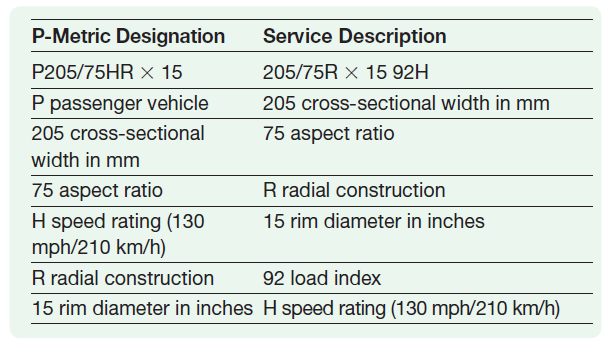 P-Metric Designation Service Description
P205/75HR × 15 205/75R × 15 92H
P passenger vehicle 205 cross-sectional width in mm
205 cross-sectional 75 aspect ratio
width in mm
75 aspect ratio R radial construction
H speed rating (130 15 rim diameter in inches
mph/210 km/h)
R radial construction 92 load index
15 rim diameter in inches H speed rating (130 mph/210 km/h)